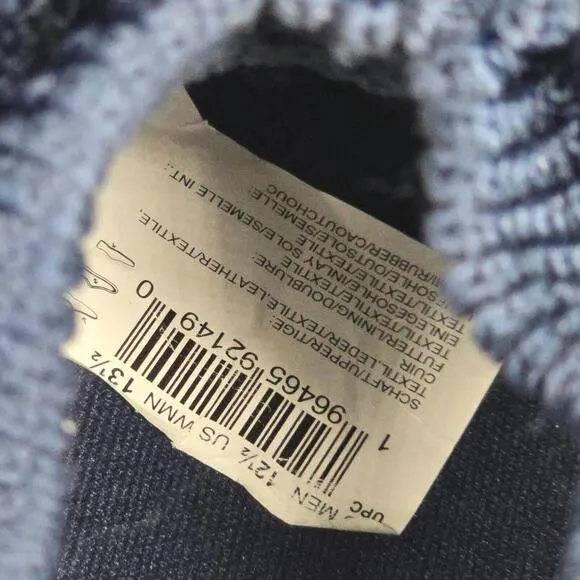 UPC
MEN 12½ US WMN 13½
1 96465 92149 0
SCHAFT/UPPER/TIGE:
TEXTIL,LEDER/TEXTILE,LEATHER/TEXTILE,
CUIR
FUTTER/LINING/DOUBLURE:
TEXTIL/TEXTILE/TEXTILE
EINLEGESOHLE/INLAY SOLE/SEMELLE INT.:
TEXTIL/TEXTILE/TEXTILE
FSOHLE/OUTSOLE/SEMELLE:
I/RUBBER/CAOUTCHOUC